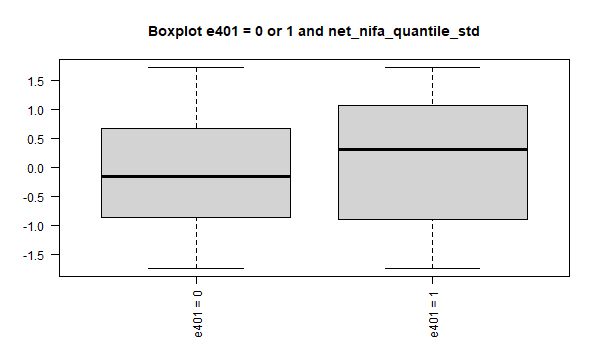 Boxplot e401 = 0 or 1 and net_nifa_quantile_std
1.5
1.0
0.5
0.0
-0.5
-1.0
-1.5
e401 = 0
e401 = 1